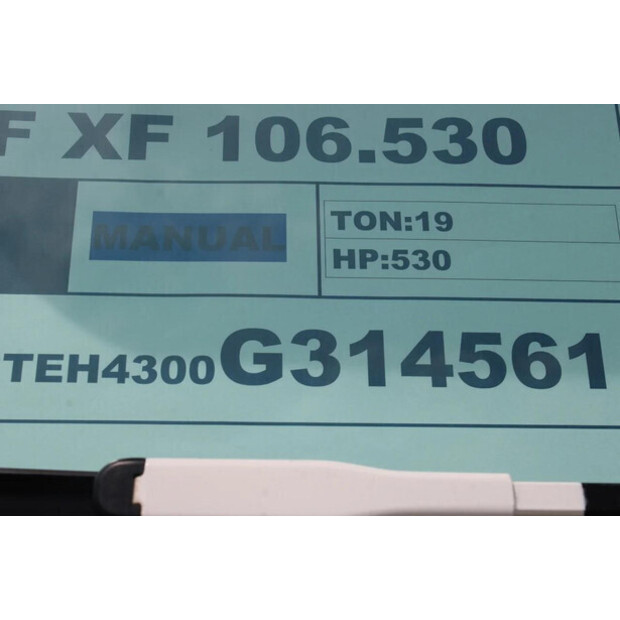 F XF 106.530
MANUAL
TON:19
HP:530
TEH4300G314561